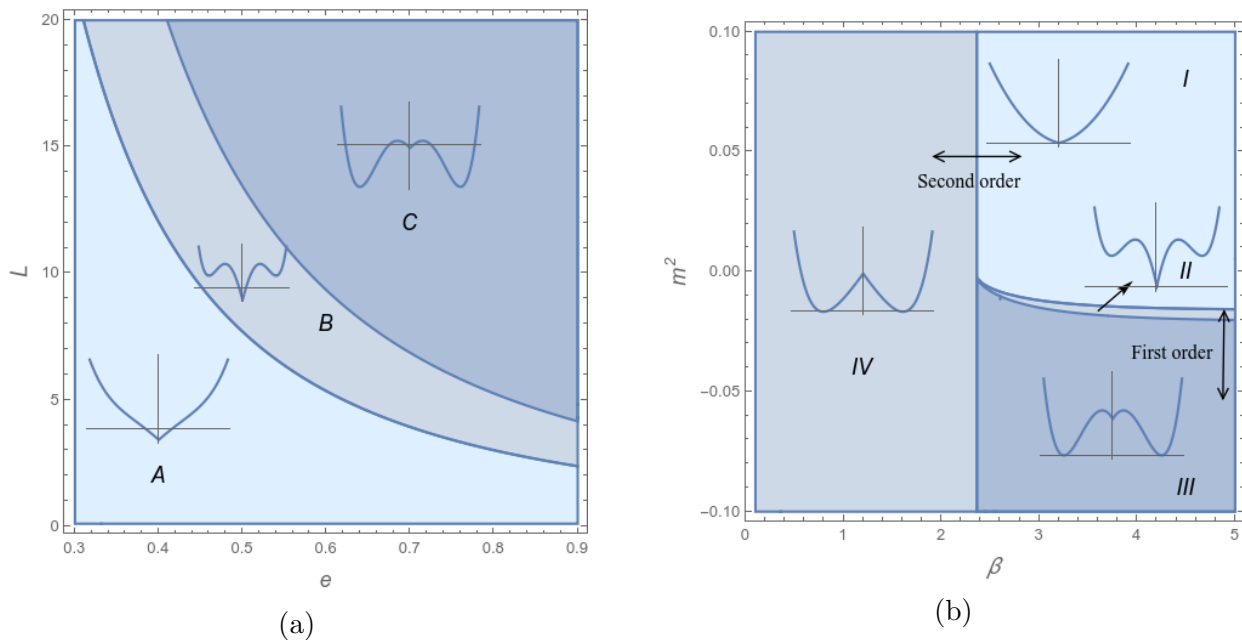 20
15
10
5
0
L
0.3 0.4 0.5 0.6 0.7 0.8 0.9
e
A
B
C
(a)
0.10
0.05
0.00
−0.05
−0.10
m²
0 1 2 3 4 5
β
I
Second order
II
First order
IV
III
(b)